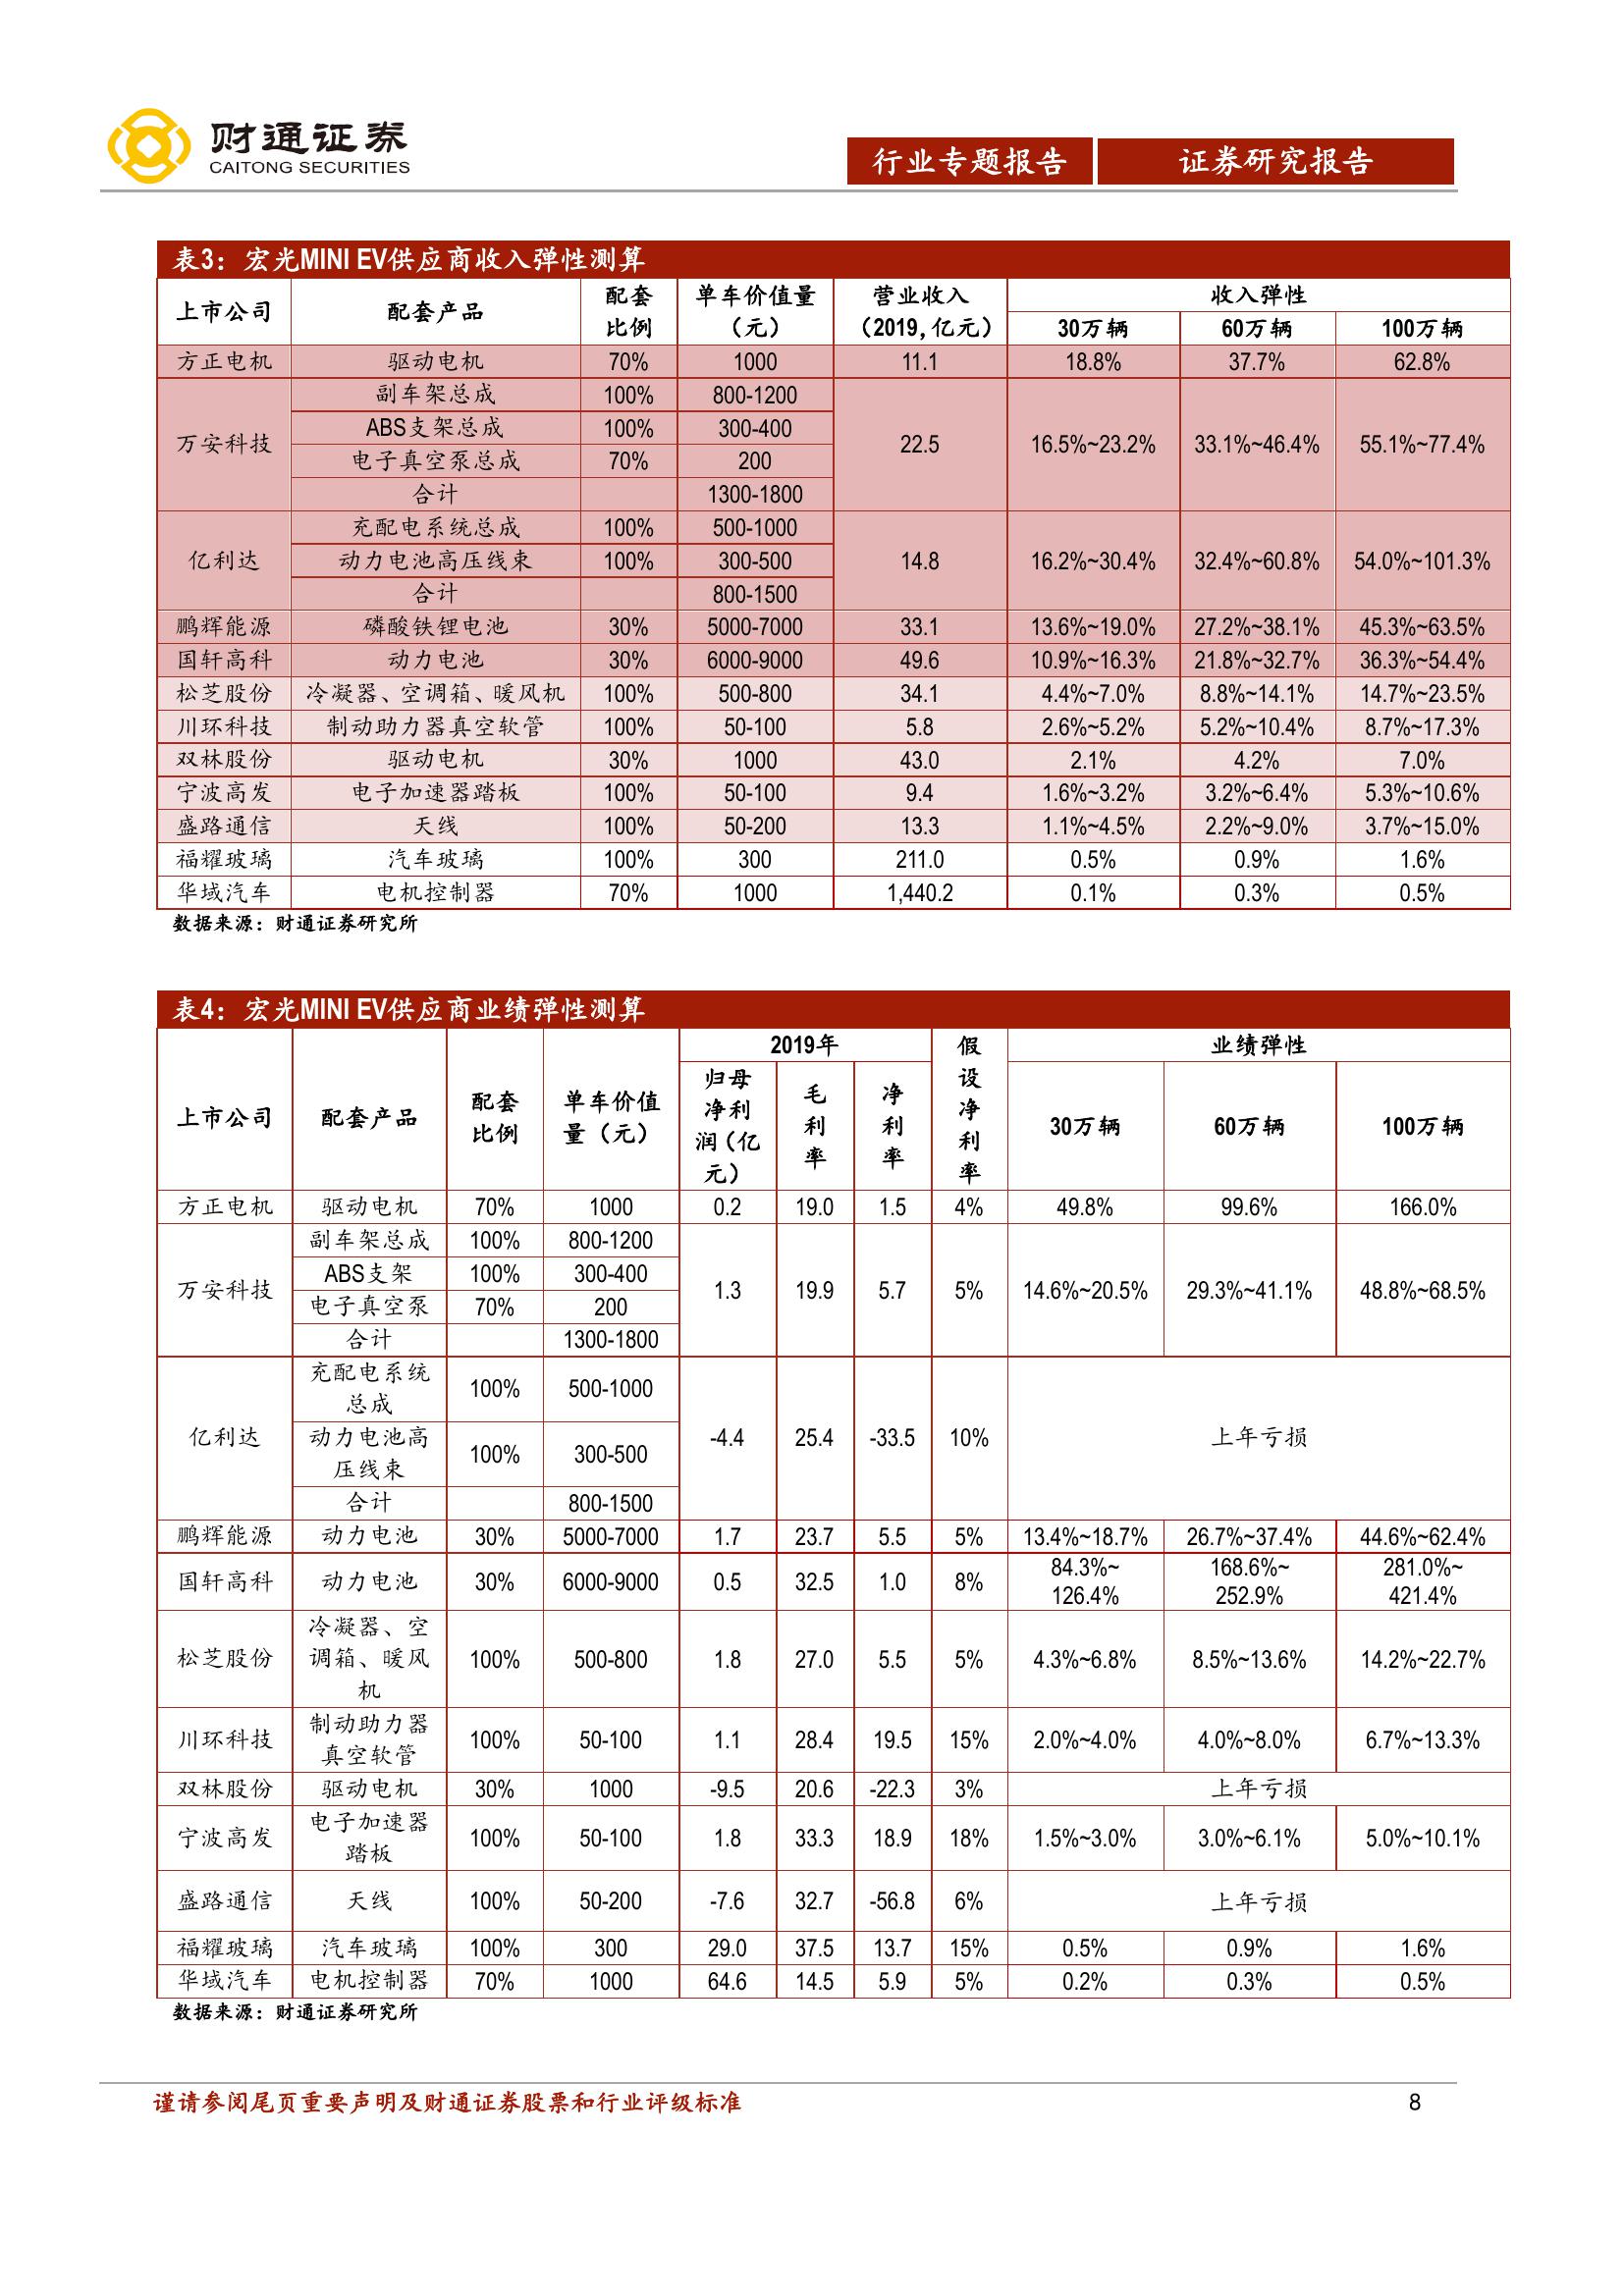 财通证券
CAITONG SECURITIES
行业专题报告 证券研究报告
表3：宏光MINI EV供应商收入弹性测算
上市公司 配套产品 配套比例 单车价值量（元） 营业收入（2019，亿元） 收入弹性
30万辆 60万辆 100万辆
方正电机 驱动电机 70% 1000 11.1 18.8% 37.7% 62.8%
万安科技 副车架总成 100% 800-1200 22.5 16.5%~23.2% 33.1%~46.4% 55.1%~77.4%
ABS支架总成 100% 300-400
电子真空泵总成 70% 200
合计 1300-1800
亿利达 充配电系统总成 100% 500-1000 14.8 16.2%~30.4% 32.4%~60.8% 54.0%~101.3%
动力电池高压线束 100% 300-500
合计 800-1500
鹏辉能源 磷酸铁锂电池 30% 5000-7000 33.1 13.6%~19.0% 27.2%~38.1% 45.3%~63.5%
国轩高科 动力电池 30% 6000-9000 49.6 10.9%~16.3% 21.8%~32.7% 36.3%~54.4%
松芝股份 冷凝器、空调箱、暖风机 100% 500-800 34.1 4.4%~7.0% 8.8%~14.1% 14.7%~23.5%
川环科技 制动助力器真空软管 100% 50-100 5.8 2.6%~5.2% 5.2%~10.4% 8.7%~17.3%
双林股份 驱动电机 30% 1000 43.0 2.1% 4.2% 7.0%
宁波高发 电子加速器踏板 100% 50-100 9.4 1.6%~3.2% 3.2%~6.4% 5.3%~10.6%
盛路通信 天线 100% 50-200 13.3 1.1%~4.5% 2.2%~9.0% 3.7%~15.0%
福耀玻璃 汽车玻璃 100% 300 211.0 0.5% 0.9% 1.6%
华域汽车 电机控制器 70% 1000 1,440.2 0.1% 0.3% 0.5%
数据来源：财通证券研究所
表4：宏光MINI EV供应商业绩弹性测算
上市公司 配套产品 配套比例 单车价值量（元） 2019年 假设净利率 业绩弹性
归母净利润（亿元） 毛利率 净利率 30万辆 60万辆 100万辆
方正电机 驱动电机 70% 1000 0.2 19.0 1.5 4% 49.8% 99.6% 166.0%
万安科技 副车架总成 100% 800-1200 1.3 19.9 5.7 5% 14.6%~20.5% 29.3%~41.1% 48.8%~68.5%
ABS支架 100% 300-400
电子真空泵 70% 200
合计 1300-1800
亿利达 充配电系统总成 100% 500-1000 -4.4 25.4 -33.5 10% 上年亏损
动力电池高压线束 100% 300-500
合计 800-1500
鹏辉能源 动力电池 30% 5000-7000 1.7 23.7 5.5 5% 13.4%~18.7% 26.7%~37.4% 44.6%~62.4%
国轩高科 动力电池 30% 6000-9000 0.5 32.5 1.0 8% 84.3%~126.4% 168.6%~252.9% 281.0%~421.4%
松芝股份 冷凝器、空调箱、暖风机 100% 500-800 1.8 27.0 5.5 5% 4.3%~6.8% 8.5%~13.6% 14.2%~22.7%
川环科技 制动助力器真空软管 100% 50-100 1.1 28.4 19.5 15% 2.0%~4.0% 4.0%~8.0% 6.7%~13.3%
双林股份 驱动电机 30% 1000 -9.5 20.6 -22.3 3% 上年亏损
宁波高发 电子加速器踏板 100% 50-100 1.8 33.3 18.9 18% 1.5%~3.0% 3.0%~6.1% 5.0%~10.1%
盛路通信 天线 100% 50-200 -7.6 32.7 -56.8 6% 上年亏损
福耀玻璃 汽车玻璃 100% 300 29.0 37.5 13.7 15% 0.5% 0.9% 1.6%
华域汽车 电机控制器 70% 1000 64.6 14.5 5.9 5% 0.2% 0.3% 0.5%
数据来源：财通证券研究所
谨请参阅尾页重要声明及财通证券股票和行业评级标准 8